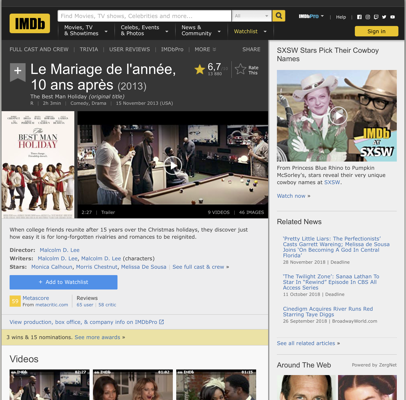 IMDb
Find Movies, TV shows, Celebrities and more...
All
IMDbPro
Help
Movies, TV
& Showtimes
Celebs, Events
& Photos
News &
Community
Watchlist
Sign in
FULL CAST AND CREW | TRIVIA | USER REVIEWS | IMDbPro | MORE
SHARE
Le Mariage de l'année,
10 ans après (2013)
The Best Man Holiday (original title)
R | 2h 3min | Comedy, Drama | 15 November 2013 (USA)
6,7/10
13 880
Rate
This
THE
BEST MAN
HOLIDAY
2:27 | Trailer
9 VIDEOS | 46 IMAGES
When college friends reunite after 15 years over the Christmas holidays, they discover just
how easy it is for long-forgotten rivalries and romances to be reignited.
Director: Malcolm D. Lee
Writers: Malcolm D. Lee, Malcolm D. Lee (characters)
Stars: Monica Calhoun, Morris Chestnut, Melissa De Sousa | See full cast & crew »
+ Add to Watchlist
Metascore
From metacritic.com
Reviews
65 user | 58 critic
View production, box office, & company info on IMDbPro
3 wins & 15 nominations. See more awards »
Videos
SXSW Stars Pick Their Cowboy
Names
IMDb
AT
SXSW
From Princess Blue Rhino to Pumpkin
McMorsley's, stars reveal their very unique
cowboy names at SXSW.
Watch now »
Related News
'Pretty Little Liars: The Perfectionists'
Casts Garrett Wareing; Melissa de Sousa
Joins 'On Becoming A God In Central
Florida'
28 November 2018 | Deadline
'The Twilight Zone': Sanaa Lathan To
Star In "Rewind" Episode In CBS All
Access Series
11 October 2018 | Deadline
Cinedigm Acquires River Runs Red
Starring Taye Diggs
26 September 2018 | BroadwayWorld.com
See all related articles »
Around The Web
Powered by ZergNet